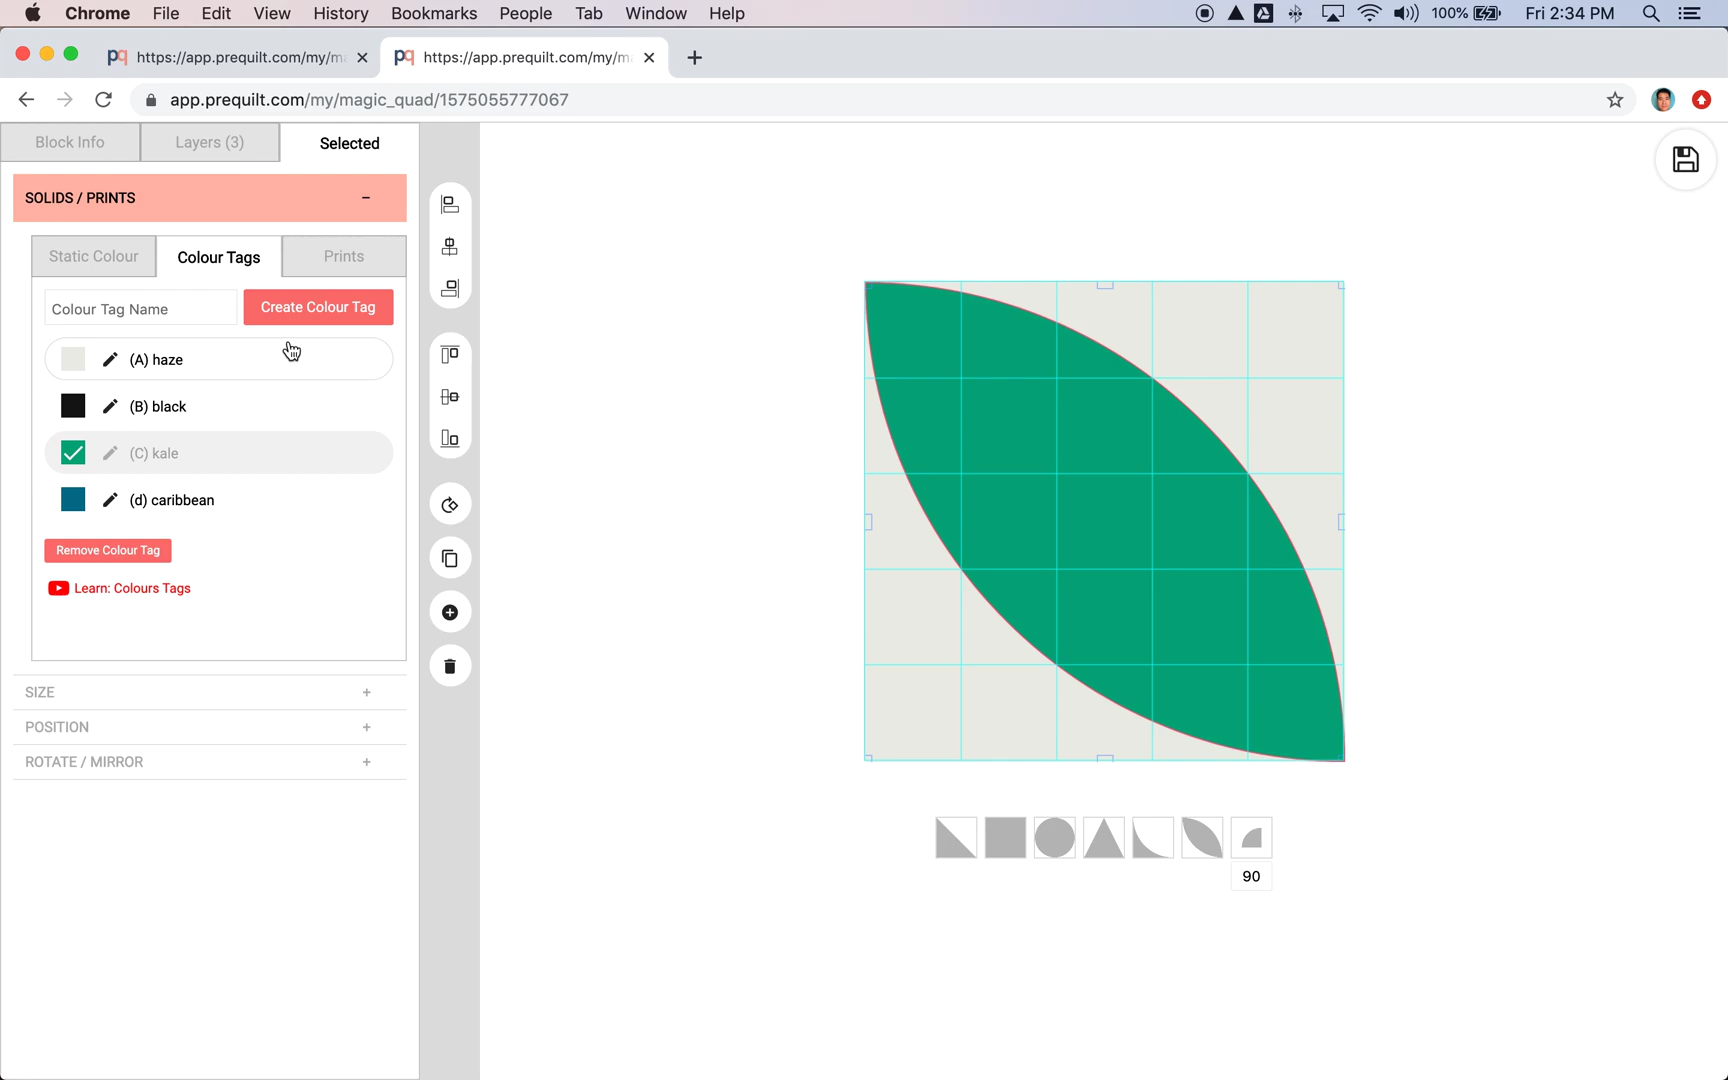 Chrome File Edit View History Bookmarks People Tab Window Help 100% Fri 2:34 PM
pq https://app.prequilt.com/my/m pq https://app.prequilt.com/my/m
app.prequilt.com/my/magic_quad/1575055777067
Block Info Layers (3) Selected
SOLIDS / PRINTS −
Static Colour Colour Tags Prints
Colour Tag Name Create Colour Tag
(A) haze
(B) black
(C) kale
(d) caribbean
Remove Colour Tag
Learn: Colours Tags
SIZE +
POSITION +
ROTATE / MIRROR +
90